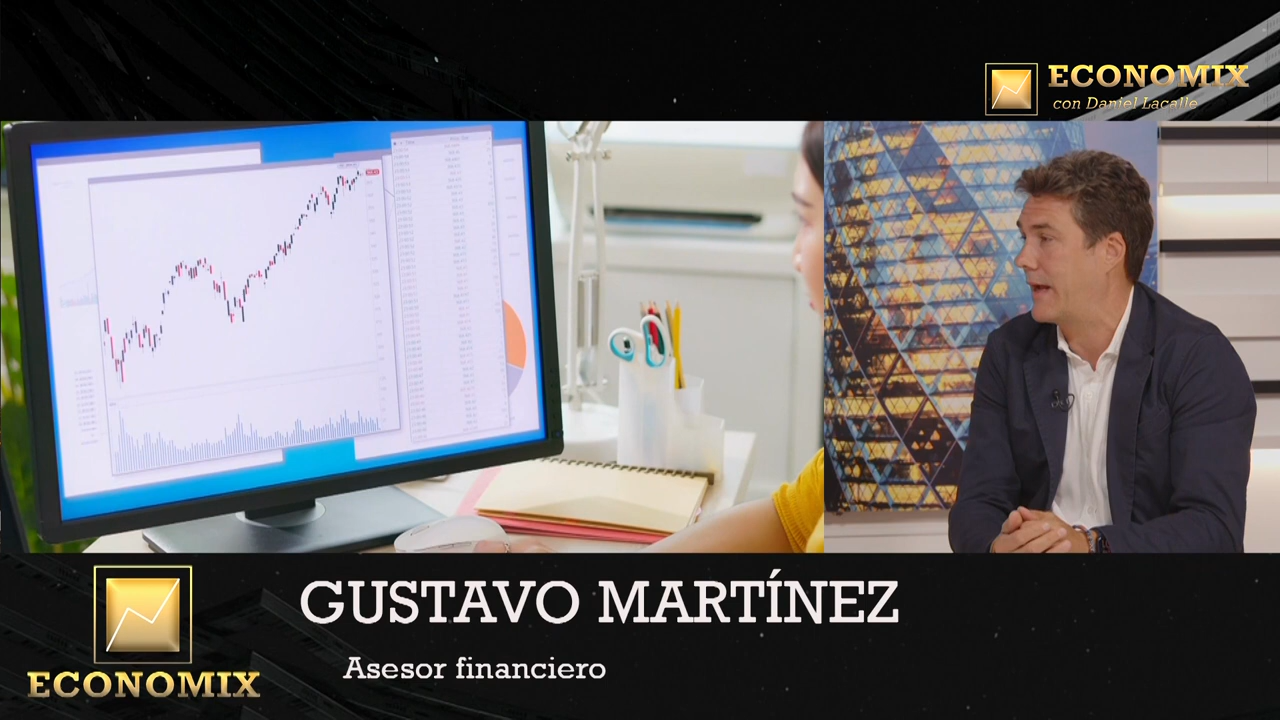 ECONOMIX
con Daniel Lacalle
GUSTAVO MARTÍNEZ
Asesor financiero
ECONOMIX